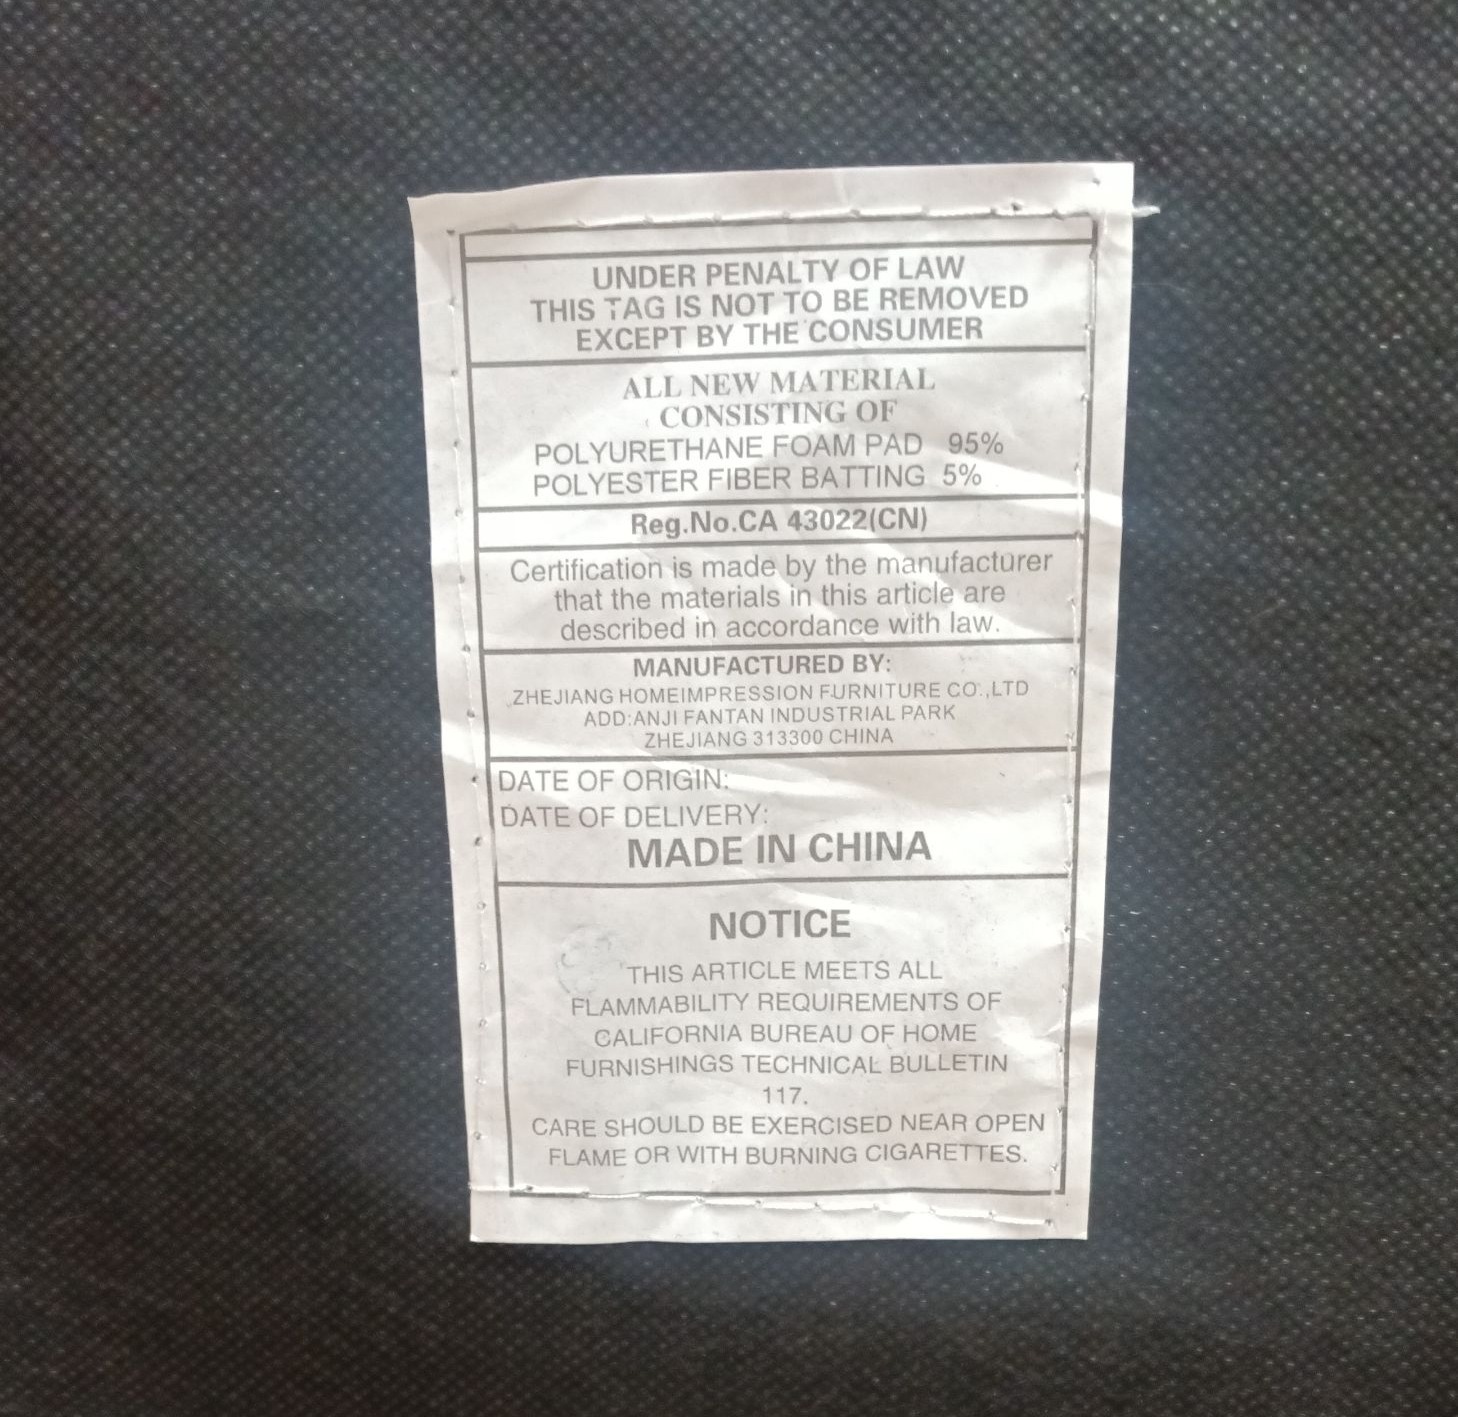 UNDER PENALTY OF LAW
THIS TAG IS NOT TO BE REMOVED
EXCEPT BY THE CONSUMER
ALL NEW MATERIAL
CONSISTING OF
POLYURETHANE FOAM PAD 95%
POLYESTER FIBER BATTING 5%
Reg.No.CA 43022(CN)
Certification is made by the manufacturer
that the materials in this article are
described in accordance with law.
MANUFACTURED BY:
ZHEJIANG HOMEIMPRESSION FURNITURE CO.,LTD
ADD:ANJI FANTAN INDUSTRIAL PARK
ZHEJIANG 313300 CHINA
DATE OF ORIGIN:
DATE OF DELIVERY:
MADE IN CHINA
NOTICE
THIS ARTICLE MEETS ALL
FLAMMABILITY REQUIREMENTS OF
CALIFORNIA BUREAU OF HOME
FURNISHINGS TECHNICAL BULLETIN
117.
CARE SHOULD BE EXERCISED NEAR OPEN
FLAME OR WITH BURNING CIGARETTES.